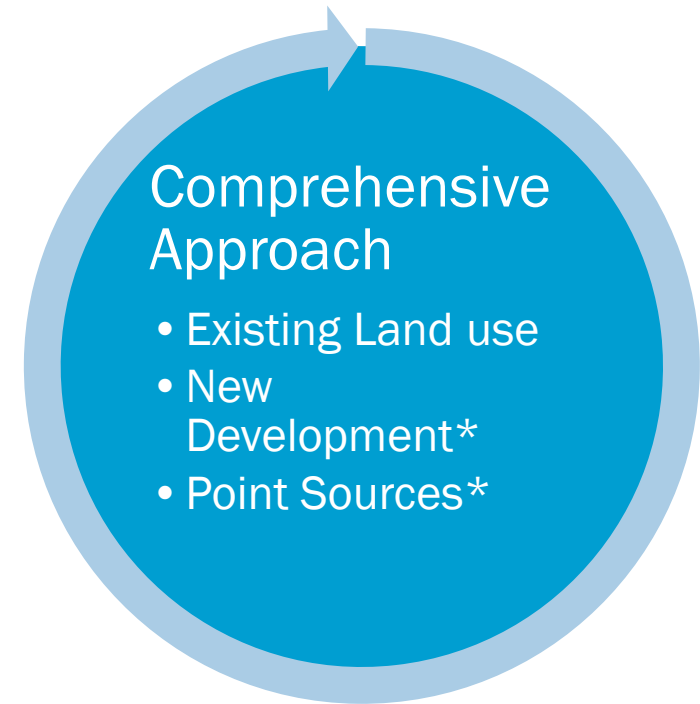 Comprehensive
Approach
• Existing Land use
• New
Development*
• Point Sources*